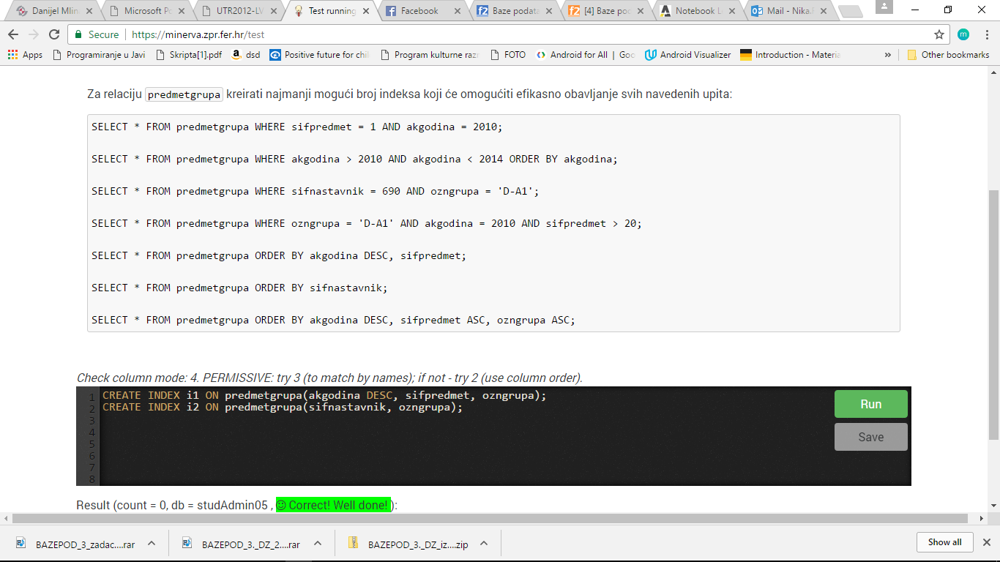 Danijel Mlin
Microsoft Po
UTR2012-LV
Test running
Facebook
Baze podata
[4] Baze poc
Notebook L
Mail - Nika.
Secure https://minerva.zpr.fer.hr/test
m
Apps Programiranje u Javi Skripta[1].pdf dsd Positive future for chi Program kulturne raz FOTO Android for All | Goo Android Visualizer Introduction - Materia » Other bookmarks
Za relaciju predmetgrupa kreirati najmanji mogući broj indeksa koji će omogućiti efikasno obavljanje svih navedenih upita:
SELECT * FROM predmetgrupa WHERE sifpredmet = 1 AND akgodina = 2010;
SELECT * FROM predmetgrupa WHERE akgodina > 2010 AND akgodina < 2014 ORDER BY akgodina;
SELECT * FROM predmetgrupa WHERE sifnastavnik = 690 AND ozngrupa = 'D-A1';
SELECT * FROM predmetgrupa WHERE ozngrupa = 'D-A1' AND akgodina = 2010 AND sifpredmet > 20;
SELECT * FROM predmetgrupa ORDER BY akgodina DESC, sifpredmet;
SELECT * FROM predmetgrupa ORDER BY sifnastavnik;
SELECT * FROM predmetgrupa ORDER BY akgodina DESC, sifpredmet ASC, ozngrupa ASC;
Check column mode: 4. PERMISSIVE: try 3 (to match by names); if not - try 2 (use column order).
1 CREATE INDEX i1 ON predmetgrupa(akgodina DESC, sifpredmet, ozngrupa);
2 CREATE INDEX i2 ON predmetgrupa(sifnastavnik, ozngrupa);
3
4
5
6
7
8
Run
Save
Result (count = 0, db = studAdmin05 , Correct! Well done! ):
BAZEPOD_3_zadac....rar
BAZEPOD_3._DZ_2....rar
BAZEPOD_3._DZ_iz....zip
Show all